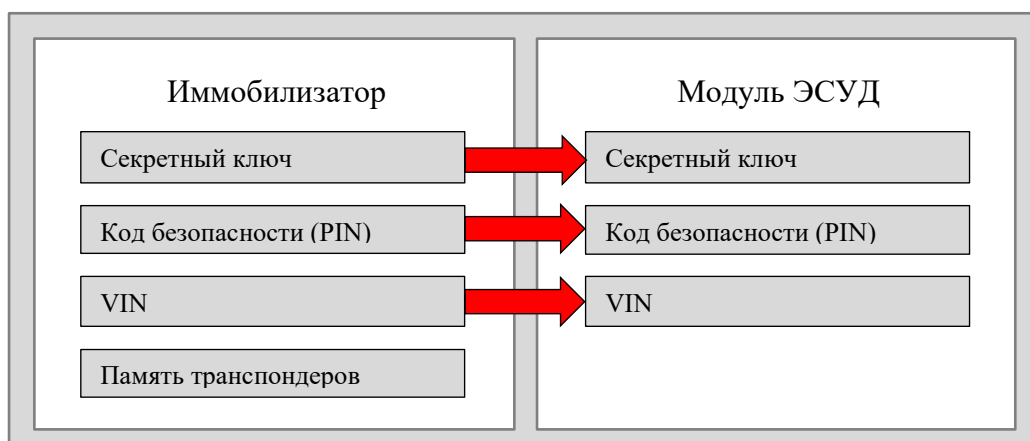 Иммобилизатор
Модуль ЭСУД
Секретный ключ
Секретный ключ
Код безопасности (PIN)
Код безопасности (PIN)
VIN
VIN
Память транспондеров